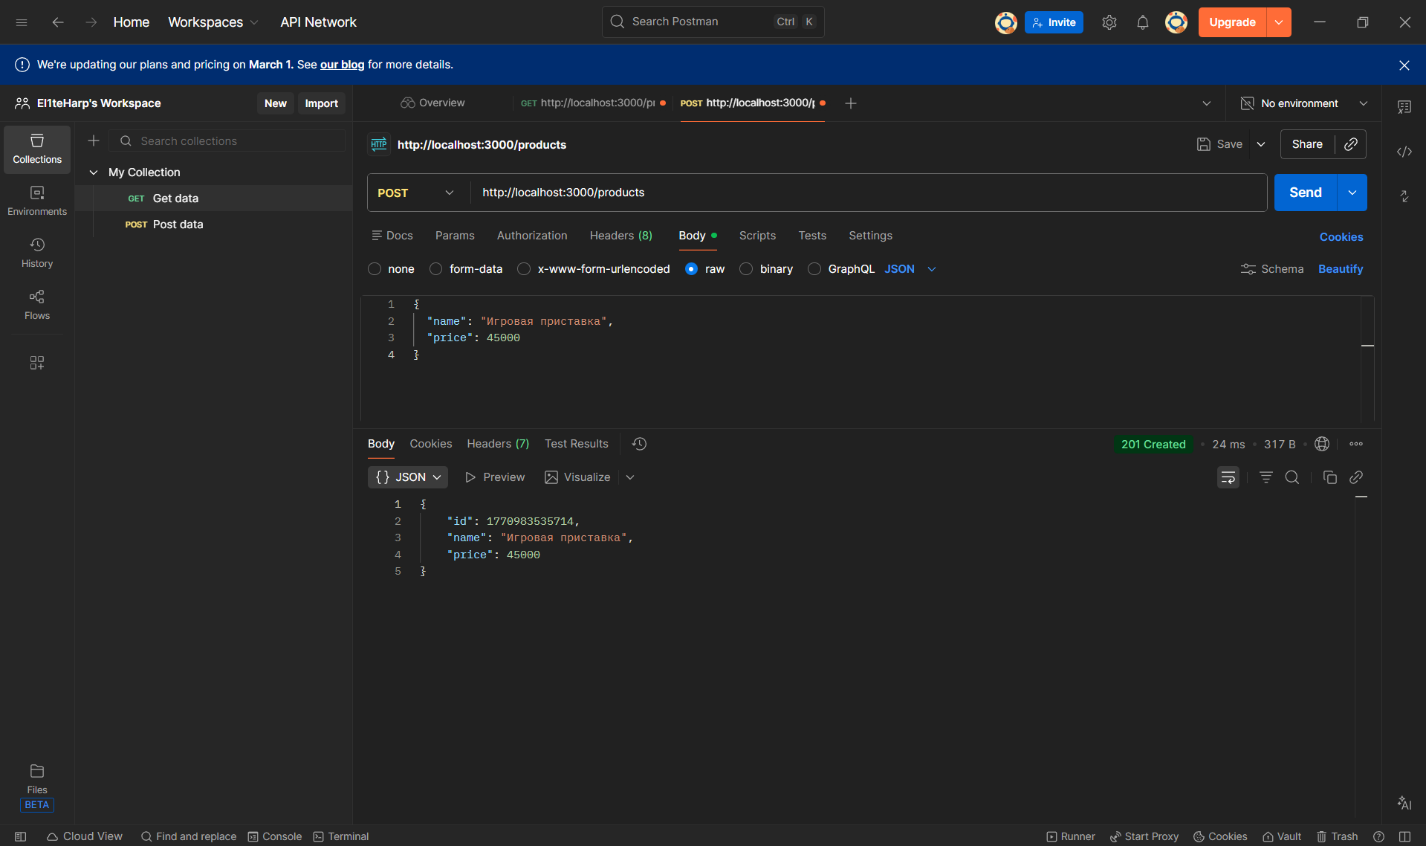 Home Workspaces API Network Search Postman Ctrl K Invite Upgrade
We're updating our plans and pricing on March 1. See our blog for more details.
El1teHarp's Workspace New Import
Overview GET http://localhost:3000/pr POST http://localhost:3000/p No environment
Collections
Search collections
My Collection
GET Get data
POST Post data
Environments
History
Flows
Files
BETA
HTTP http://localhost:3000/products Save Share
POST http://localhost:3000/products Send
Docs Params Authorization Headers (8) Body Scripts Tests Settings Cookies
none form-data x-www-form-urlencoded raw binary GraphQL JSON Schema Beautify
1 {
2 "name": "Игровая приставка",
3 "price": 45000
4 }
Body Cookies Headers (7) Test Results 201 Created 24 ms 317 B
{} JSON Preview Visualize
1 {
2 "id": 1770983535714,
3 "name": "Игровая приставка",
4 "price": 45000
5 }
AI
Cloud View Find and replace Console Terminal Runner Start Proxy Cookies Vault Trash